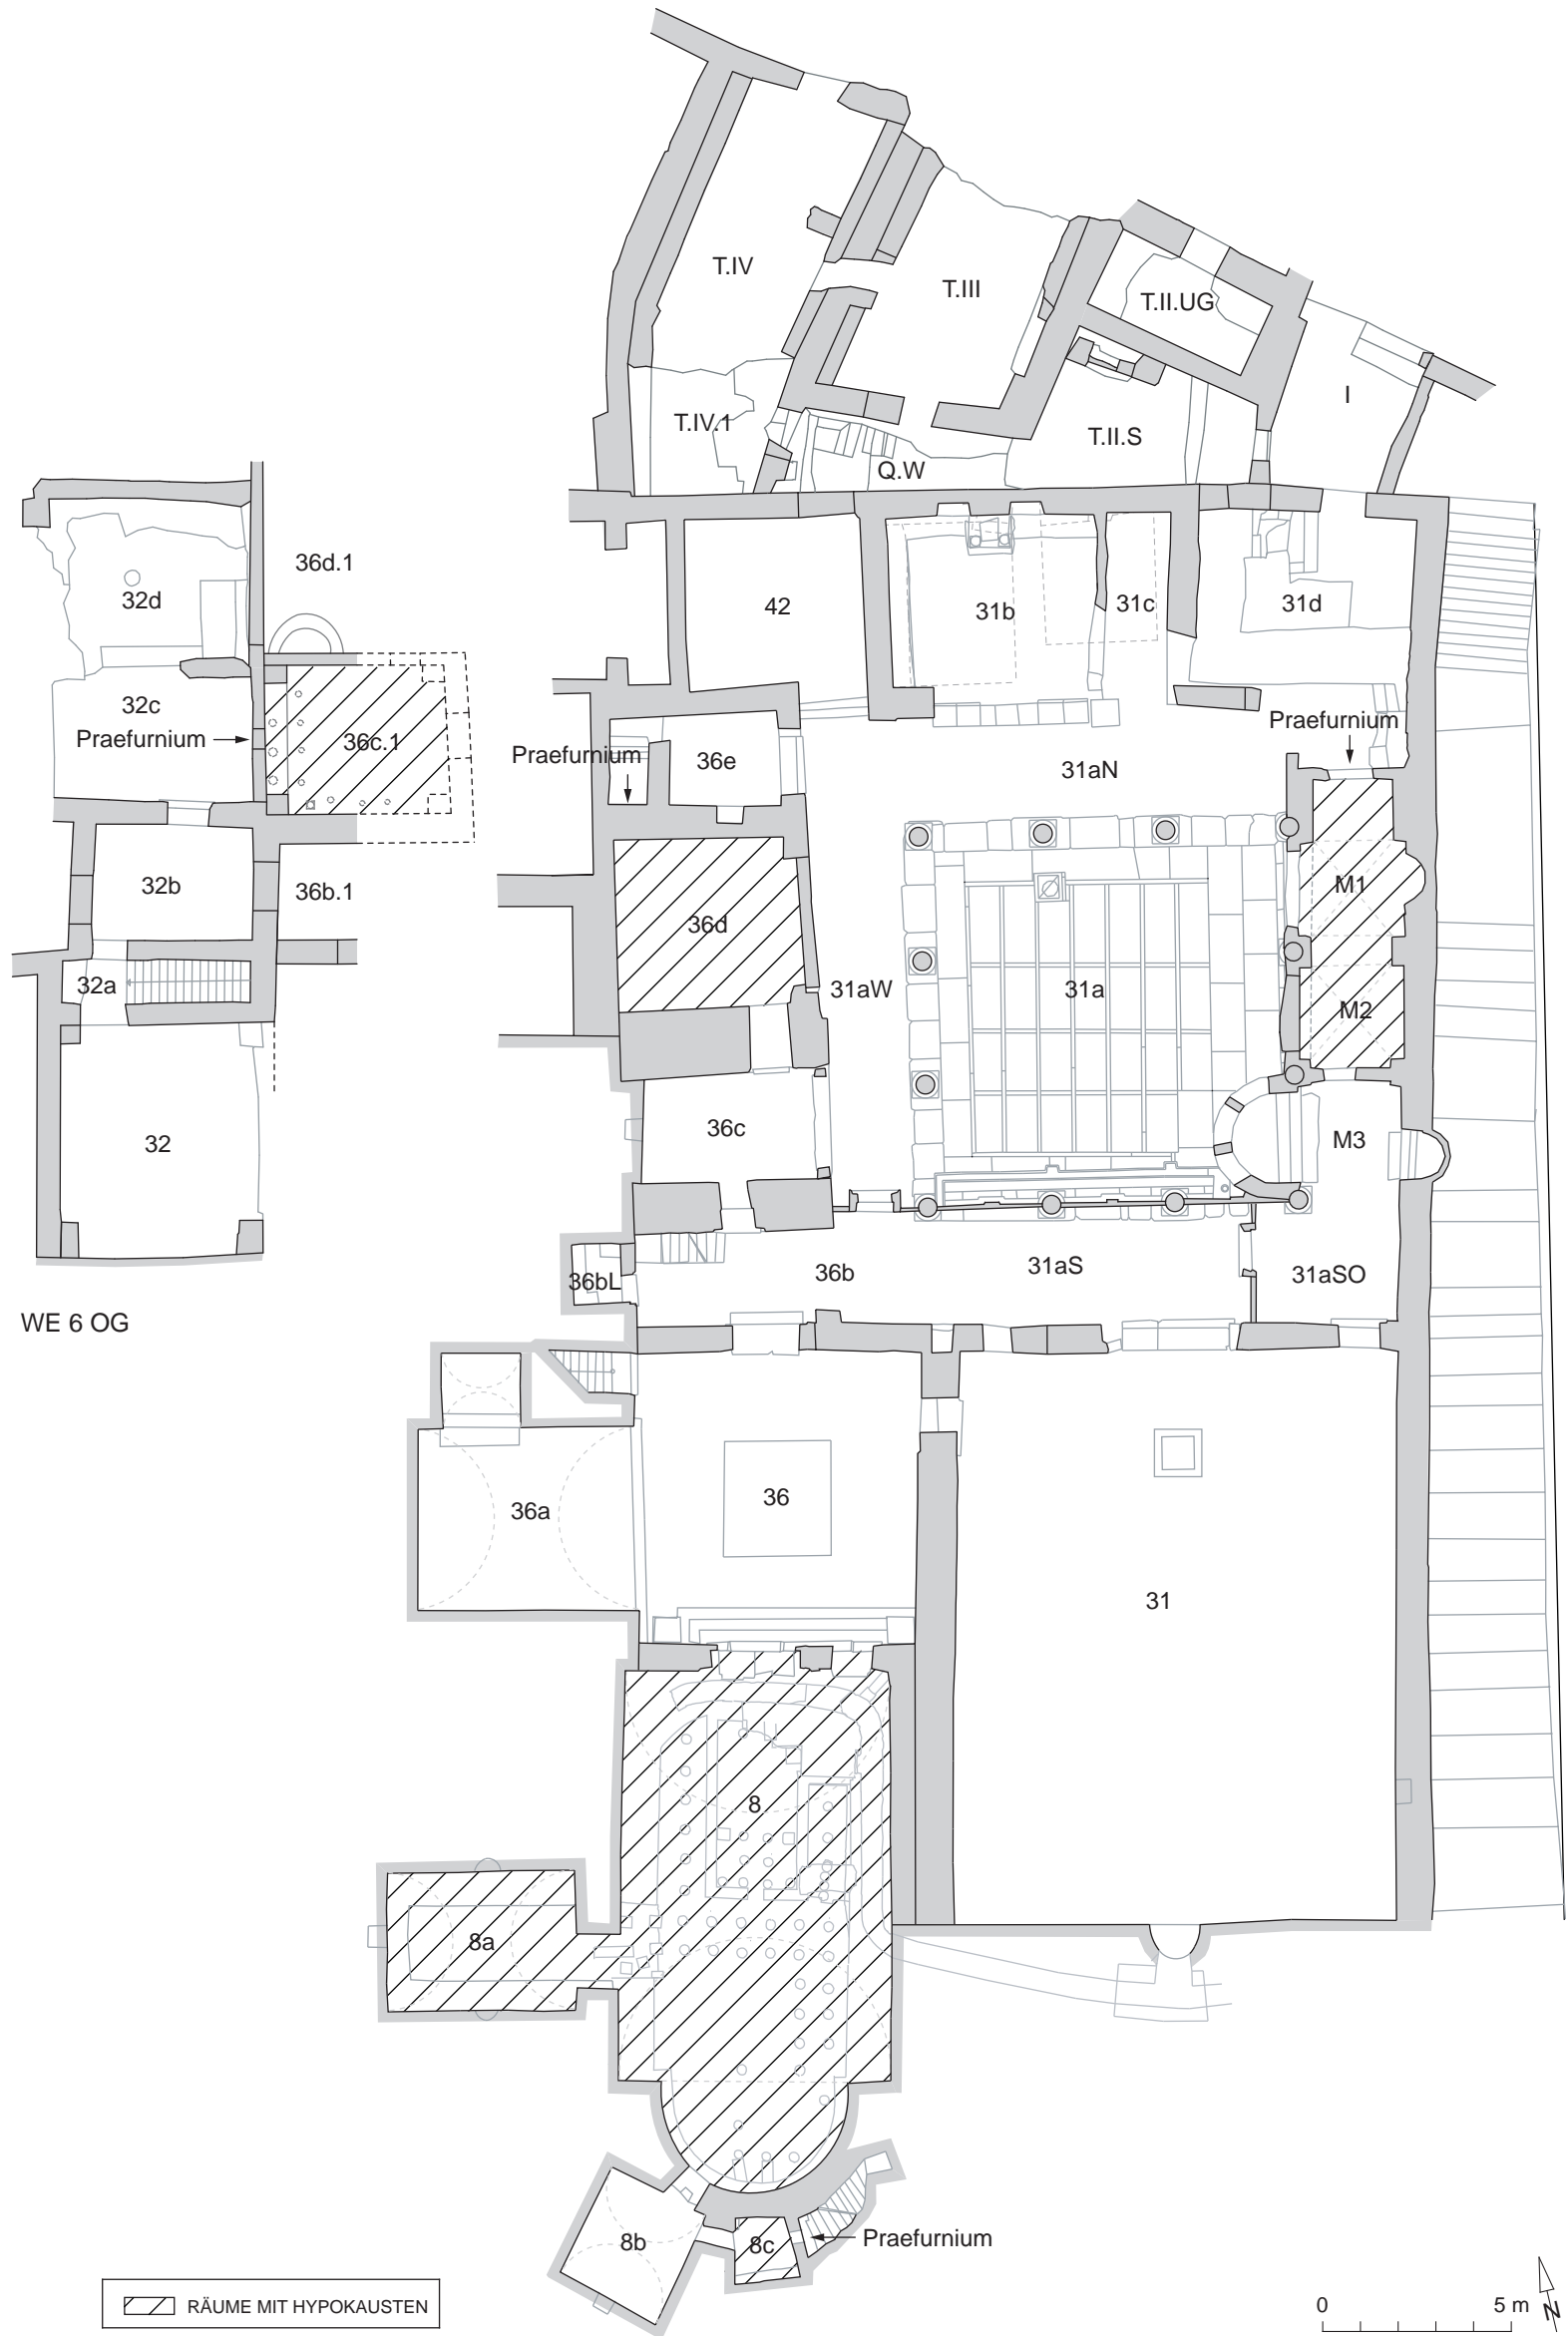 T.IV
T.III
T.II.UG
I
T.IV.1
T.II.S
Q.W
36d.1
32d
42
31b
31c
31d
32c
Praefurnium
36c.1
Praefurnium
36e
31aN
Praefurnium
32b
36b.1
36d
M1
32a
31aW
31a
M2
32
36c
M3
36bL
36b
31aS
31aSO
WE 6 OG
36a
36
31
8
8a
8b
8c
Praefurnium
RÄUME MIT HYPOKAUSTEN
0 5 m
N